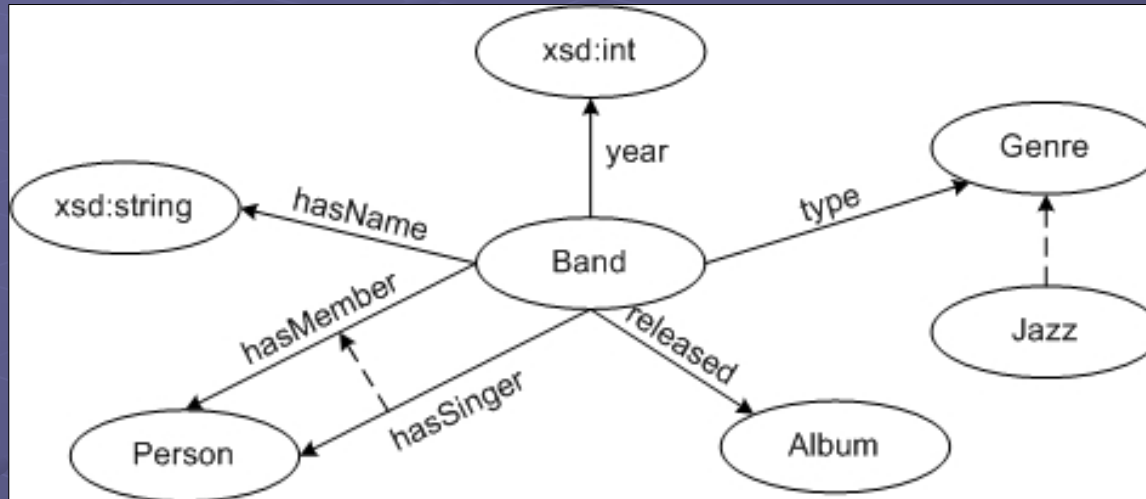 xsd:int
year
Genre
type
xsd:string
hasName
Band
hasMember
released
Jazz
hasSinger
Person
Album